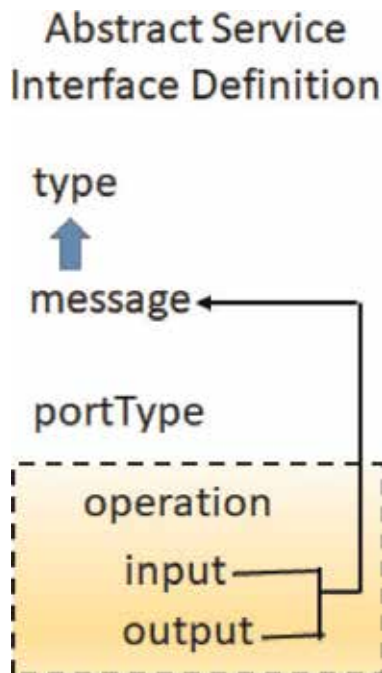 Abstract Service
Interface Definition
type
message
portType
operation
input
output